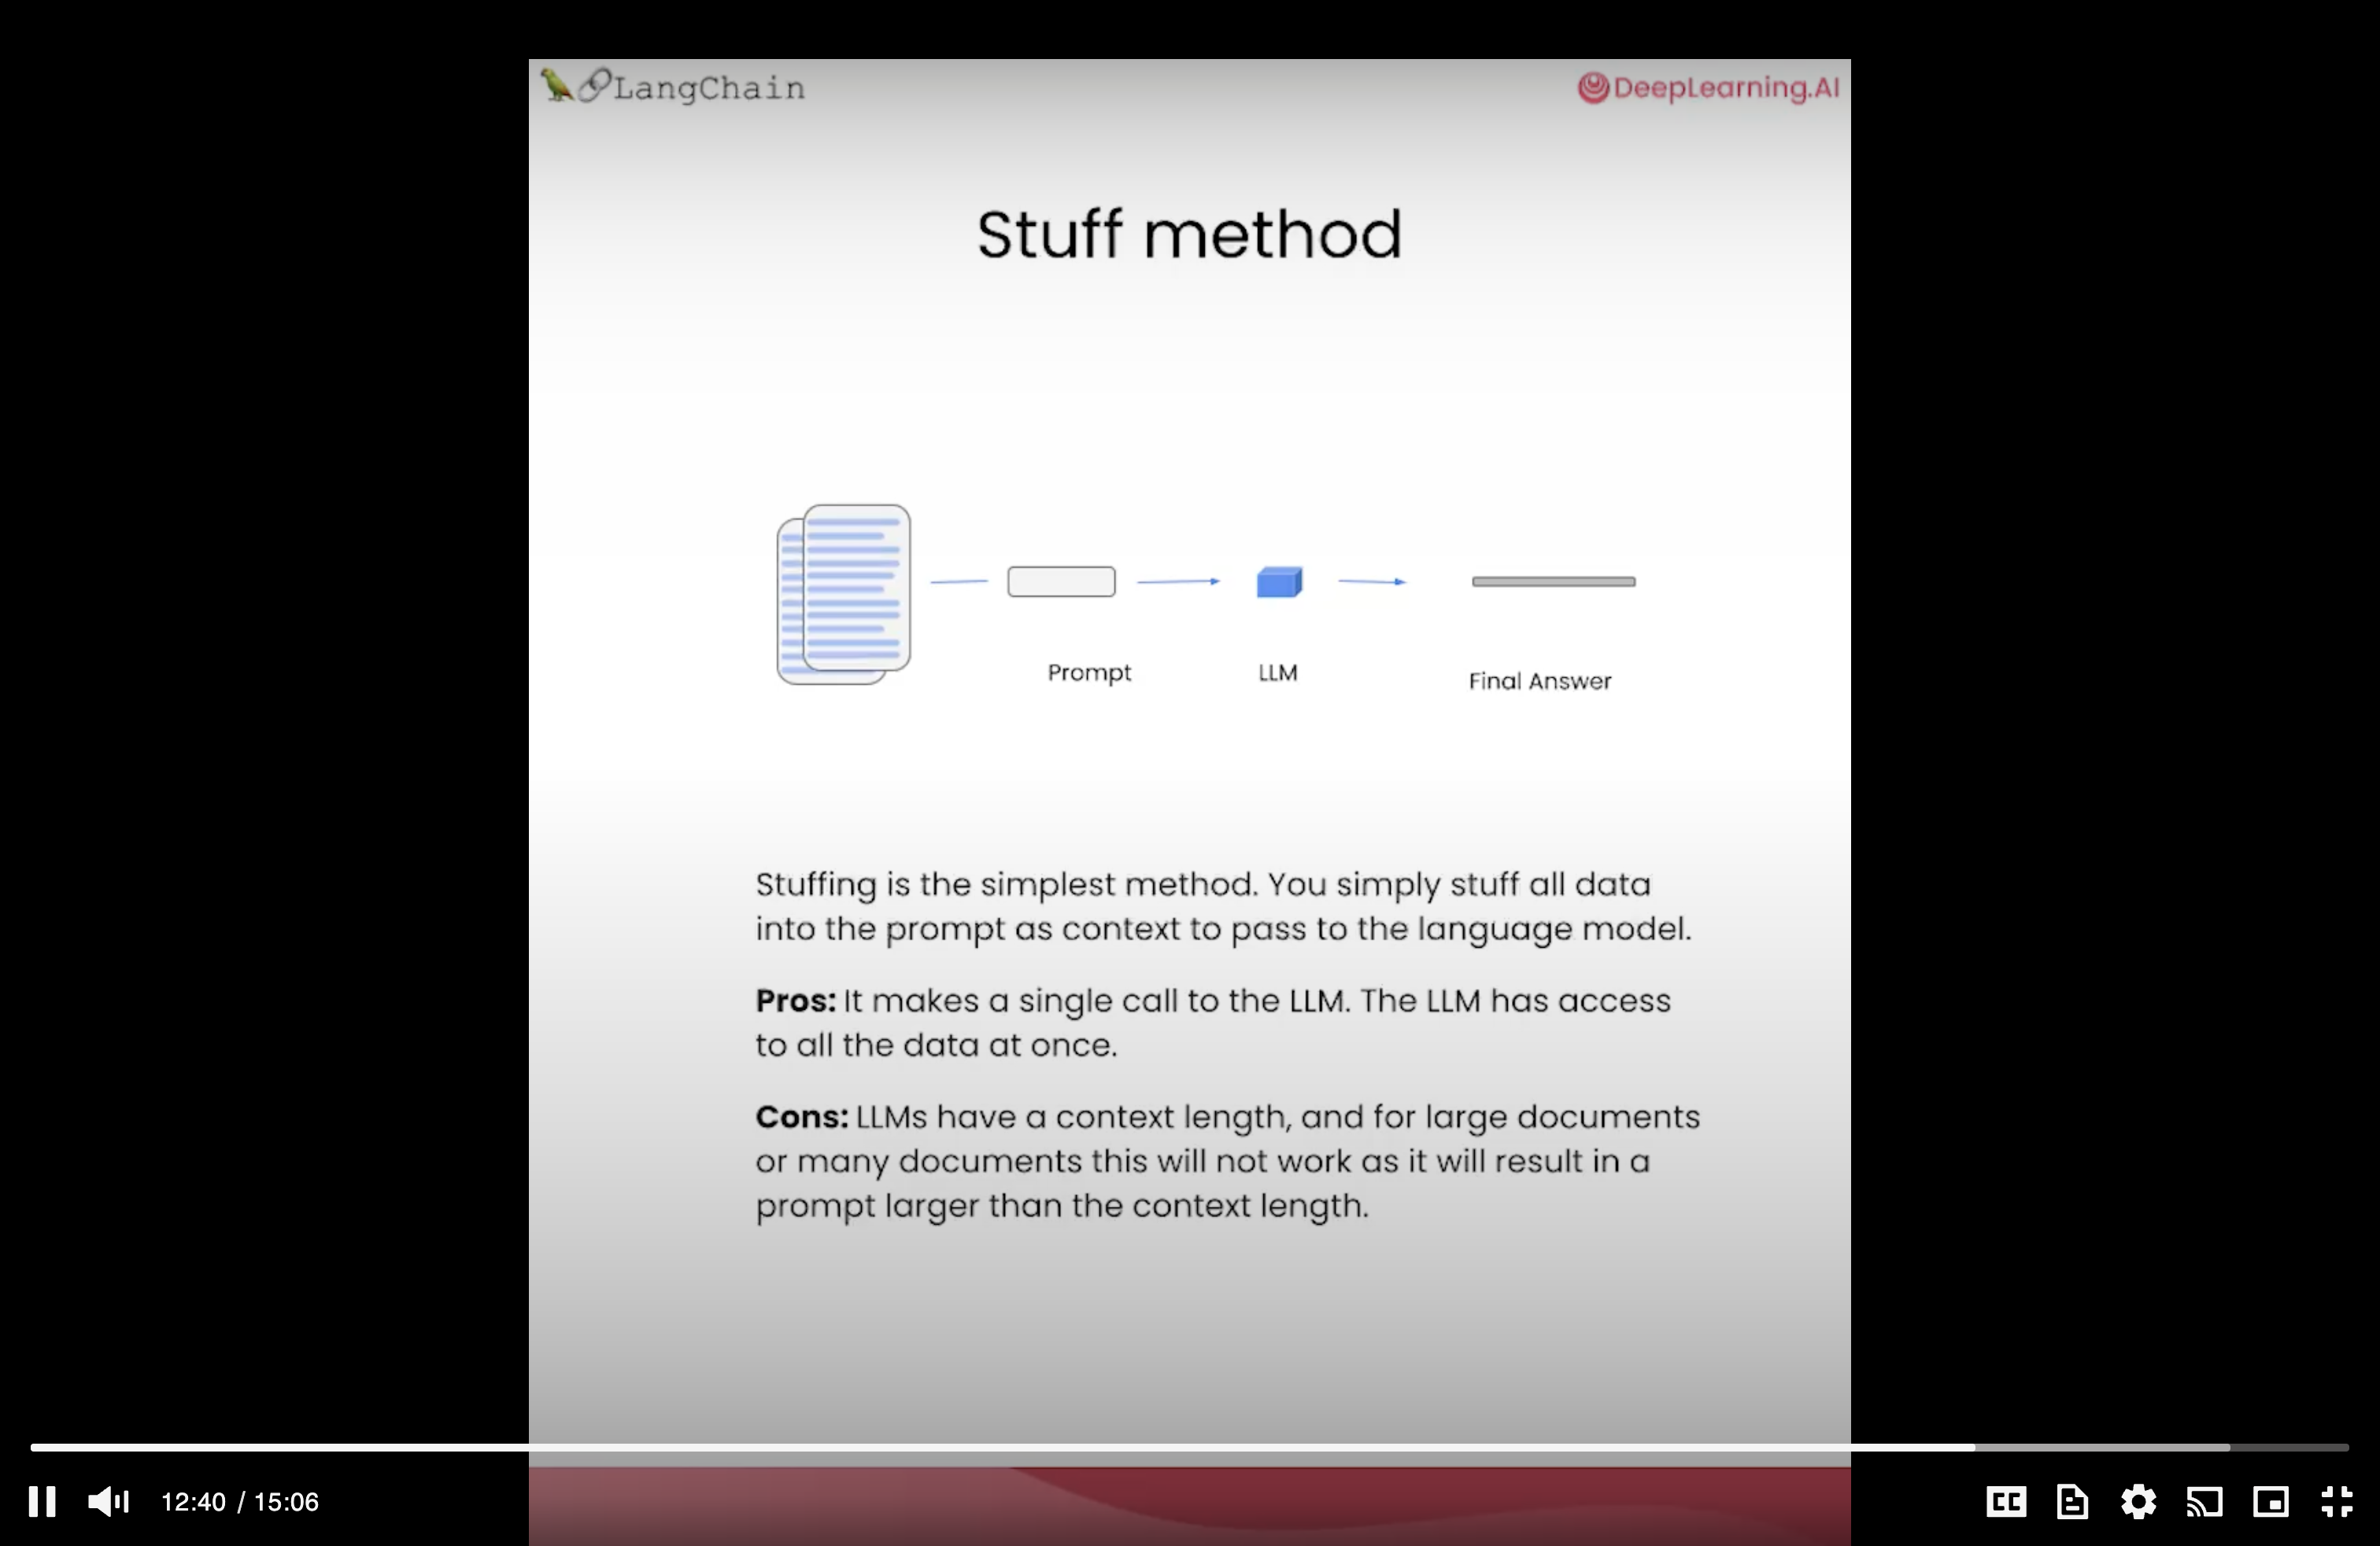 LangChain
DeepLearning.AI
Stuff method
Prompt
LLM
Final Answer
Stuffing is the simplest method. You simply stuff all data
into the prompt as context to pass to the language model.
Pros: It makes a single call to the LLM. The LLM has access
to all the data at once.
Cons: LLMs have a context length, and for large documents
or many documents this will not work as it will result in a
prompt larger than the context length.
12:40 / 15:06
CC